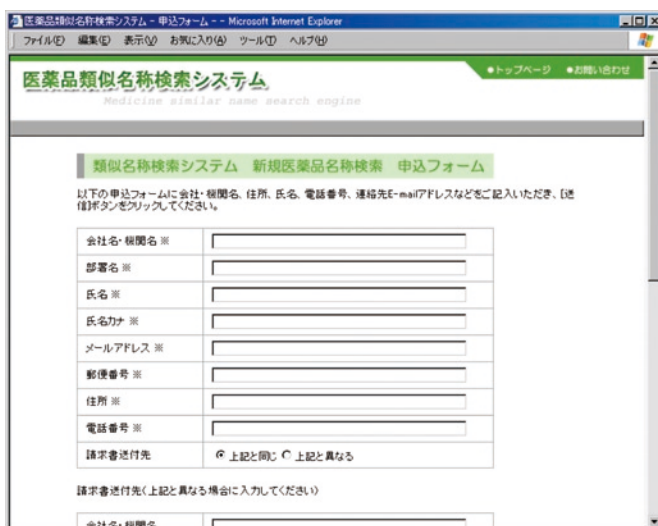 医薬品類似名称検索システム - 申込フォーム - - Microsoft Internet Explorer
ファイル(F) 編集(E) 表示(V) お気に入り(A) ツール(T) ヘルプ(H)
●トップページ ●お問い合わせ
医薬品類似名称検索システム
Medicine similar name search engine
類似名称検索システム 新規医薬品名称検索 申込フォーム
以下の申込フォームに会社・機関名、住所、氏名、電話番号、連絡先E-mailアドレスなどをご記入いただき、[送
信]ボタンをクリックしてください。
会社名・機関名 ※
部署名 ※
氏名 ※
氏名カナ ※
メールアドレス ※
郵便番号 ※
住所 ※
電話番号 ※
請求書送付先 上記と同じ 上記と異なる
請求書送付先(上記と異なる場合に入力してください)
会社名・機関名